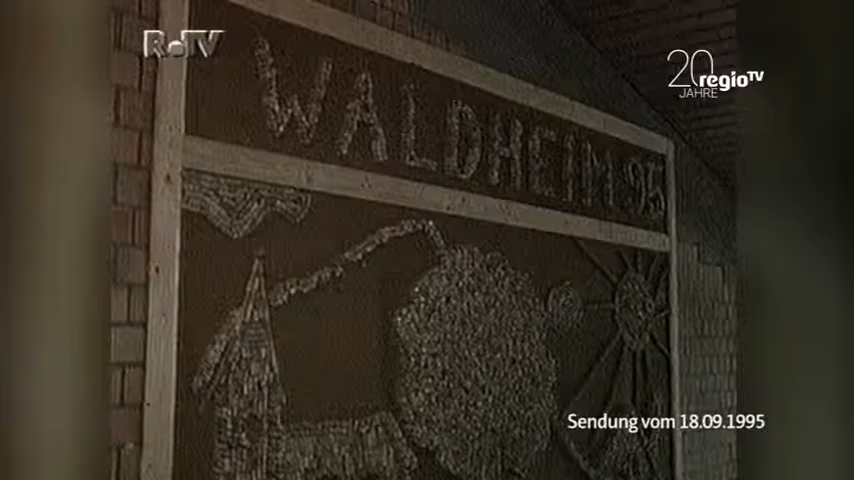 R.TV
20
JAHRE
regioTV
WALDHEIM '95
Sendung vom 18.09.1995